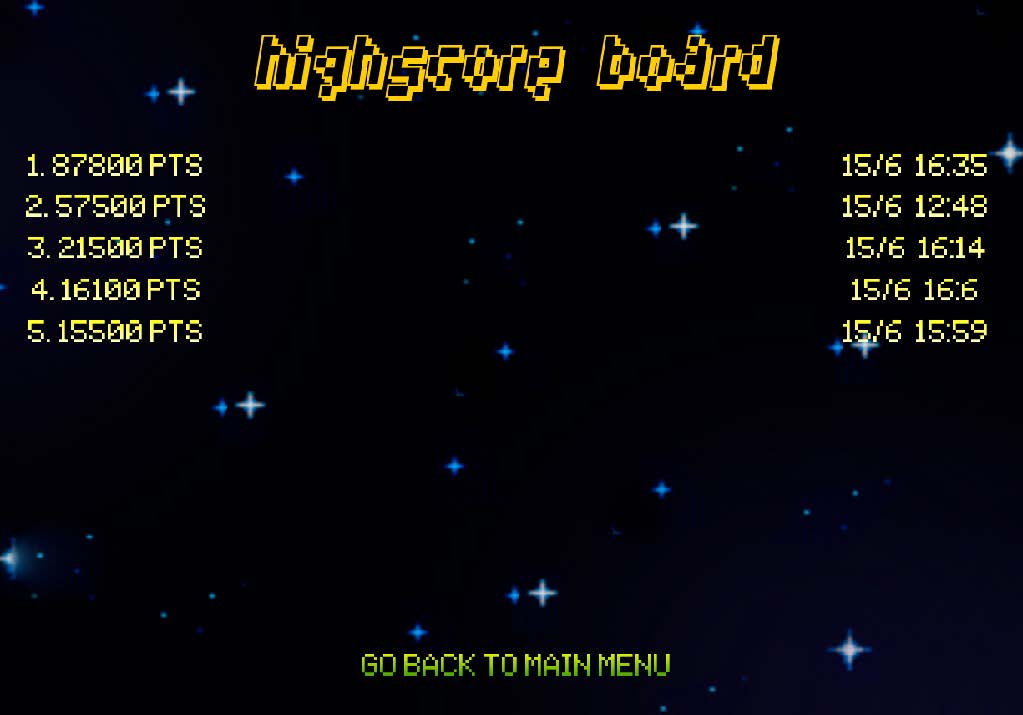 highscore board
1. 87800 PTS 15/6 16:35
2. 57500 PTS 15/6 12:48
3. 21500 PTS 15/6 16:14
4. 16100 PTS 15/6 16:6
5. 15500 PTS 15/6 15:59
GO BACK TO MAIN MENU